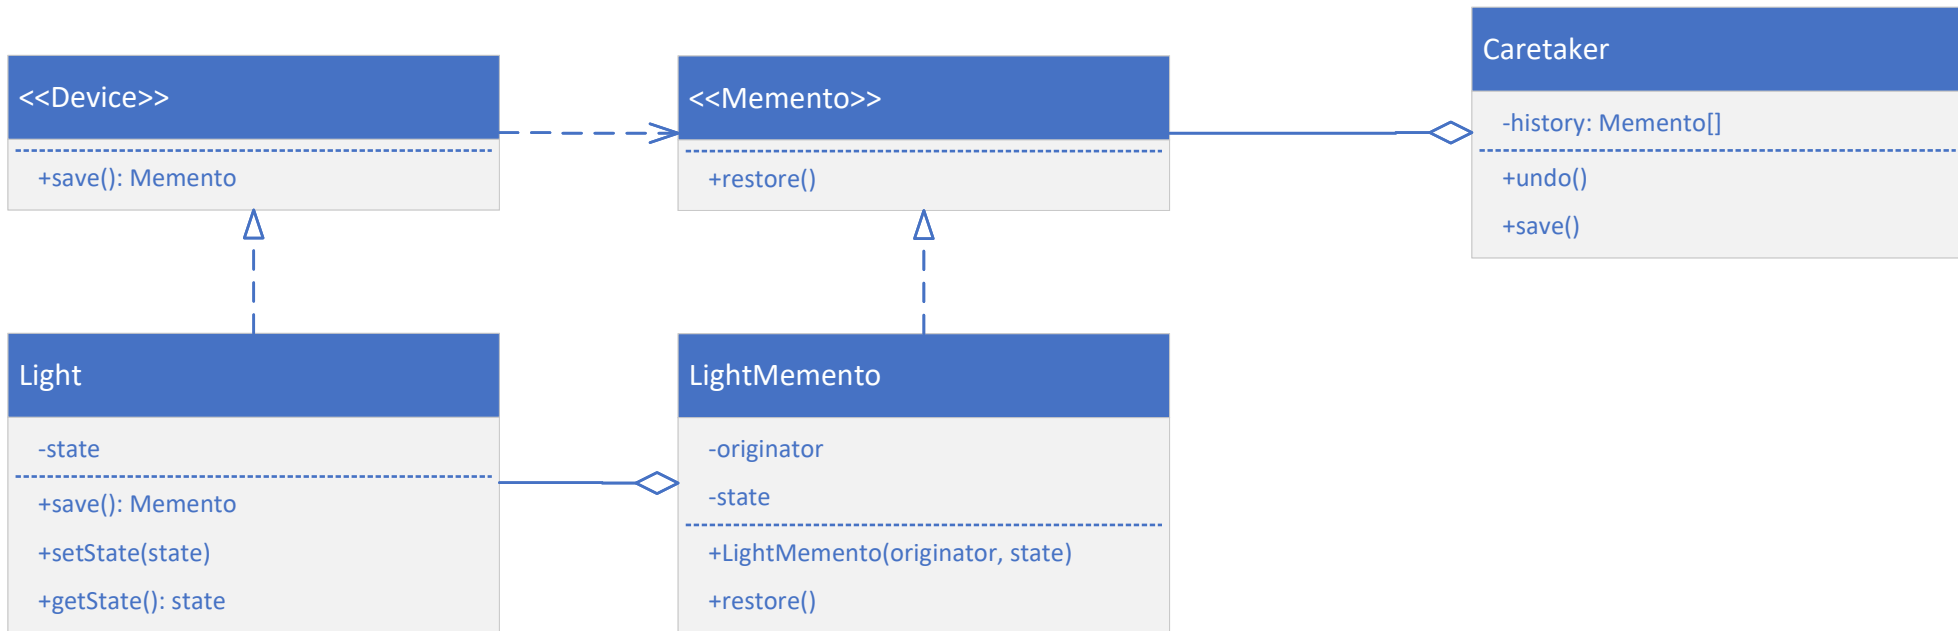 <<Device>>
+save(): Memento
<<Memento>>
+restore()
Caretaker
-history: Memento[]
+undo()
+save()
Light
-state
+save(): Memento
+setState(state)
+getState(): state
LightMemento
-originator
-state
+LightMemento(originator, state)
+restore()